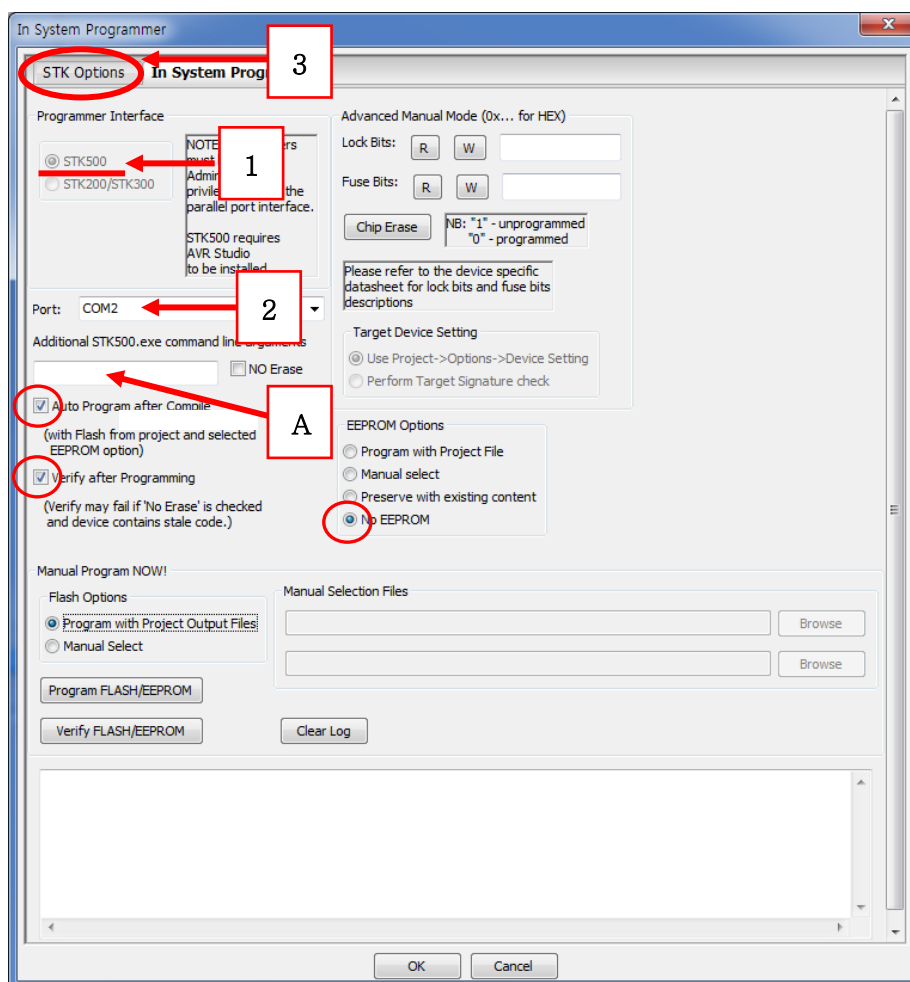 In System Programmer
STK Options In System Prog
3
Programmer Interface
STK500
STK200/STK300
NOTE
Admin
privile the
parallel port interface.
STK500 requires
AVR Studio
to be installed
1
Port: COM2
2
Additional STK500.exe command line arguments
NO Erase
A
Auto Program after Compile
(with Flash from project and selected
EEPROM option)
Verify after Programming
(Verify may fail if 'No Erase' is checked
and device contains stale code.)
Advanced Manual Mode (0x... for HEX)
Lock Bits: R W
Fuse Bits: R W
Chip Erase
NB: "1" - unprogrammed
"0" - programmed
Please refer to the device specific
datasheet for lock bits and fuse bits
descriptions
Target Device Setting
Use Project->Options->Device Setting
Perform Target Signature check
EEPROM Options
Program with Project File
Manual select
Preserve with existing content
No EEPROM
Manual Program NOW!
Flash Options
Program with Project Output Files
Manual Select
Manual Selection Files
Browse
Browse
Program FLASH/EEPROM
Verify FLASH/EEPROM
Clear Log
OK Cancel